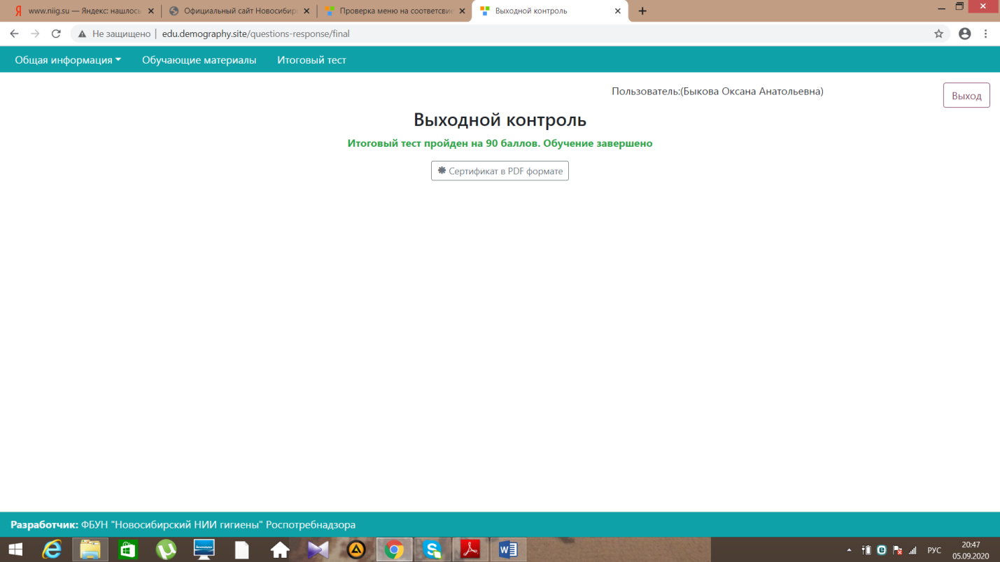 www.niig.su — Яндекс: нашлось
Официальный сайт Новосибир
Проверка меню на соответсвие
Выходной контроль
Не защищено | edu.demography.site/questions-response/final
Общая информация
Обучающие материалы
Итоговый тест
Пользователь:(Быкова Оксана Анатольевна)
Выход
Выходной контроль
Итоговый тест пройден на 90 баллов. Обучение завершено
Сертификат в PDF формате
Разработчик: ФБУН "Новосибирский НИИ гигиены" Роспотребнадзора
РУС
20:47
05.09.2020